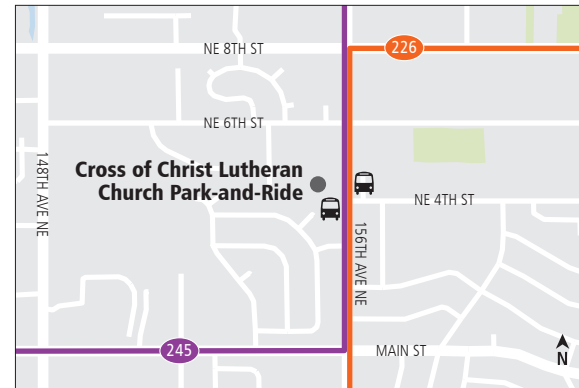 NE 8TH ST
226
NE 6TH ST
148TH AVE NE
Cross of Christ Lutheran
Church Park-and-Ride
NE 4TH ST
156TH AVE NE
245
MAIN ST
N